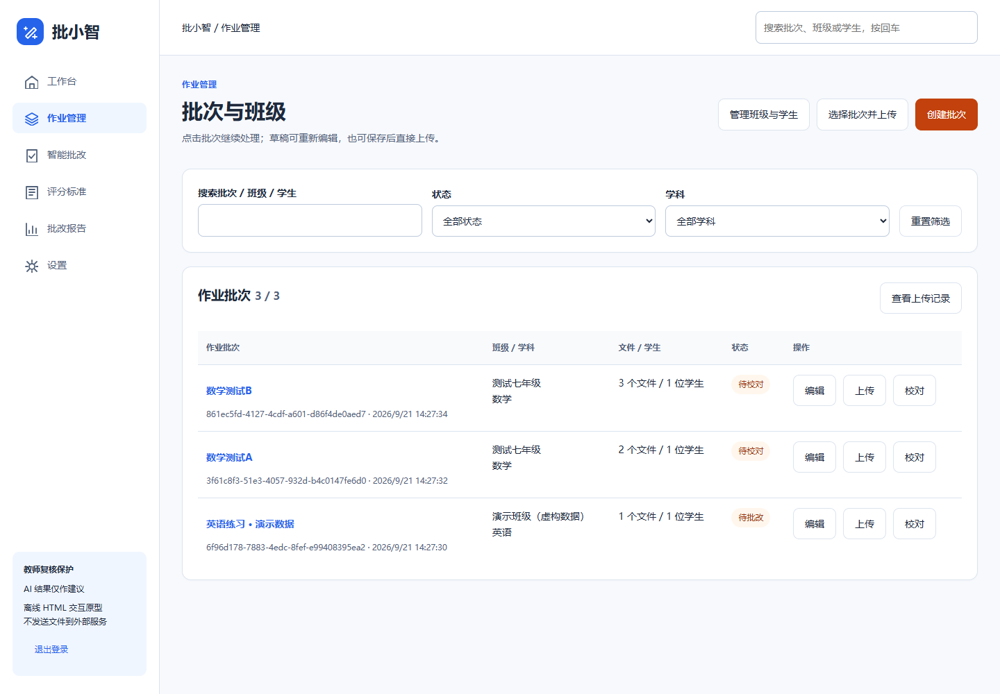 批小智
工作台
作业管理
智能批改
评分标准
批改报告
设置
教师复核保护
AI 结果仅作建议
离线 HTML 交互原型
不发送文件到外部服务
退出登录
批小智 / 作业管理
搜索批次、班级或学生，按回车
作业管理
批次与班级
点击批次继续处理；草稿可重新编辑，也可保存后直接上传。
管理班级与学生
选择批次并上传
创建批次
搜索批次 / 班级 / 学生
状态
全部状态
学科
全部学科
重置筛选
作业批次 3 / 3
查看上传记录
作业批次 班级 / 学科 文件 / 学生 状态 操作
数学测试B
861ec5fd-4127-4cdf-a601-d86f4de0aed7 · 2026/9/21 14:27:34
测试七年级
数学
3 个文件 / 1 位学生
待校对
编辑 上传 校对
数学测试A
3f61c8f3-51e3-4057-932d-b4c0147fe6d0 · 2026/9/21 14:27:32
测试七年级
数学
2 个文件 / 1 位学生
待校对
编辑 上传 校对
英语练习 • 演示数据
6f96d178-7883-4edc-8fef-e99408395ea2 · 2026/9/21 14:27:30
演示班级（虚构数据）
英语
1 个文件 / 1 位学生
待批改
编辑 上传 校对